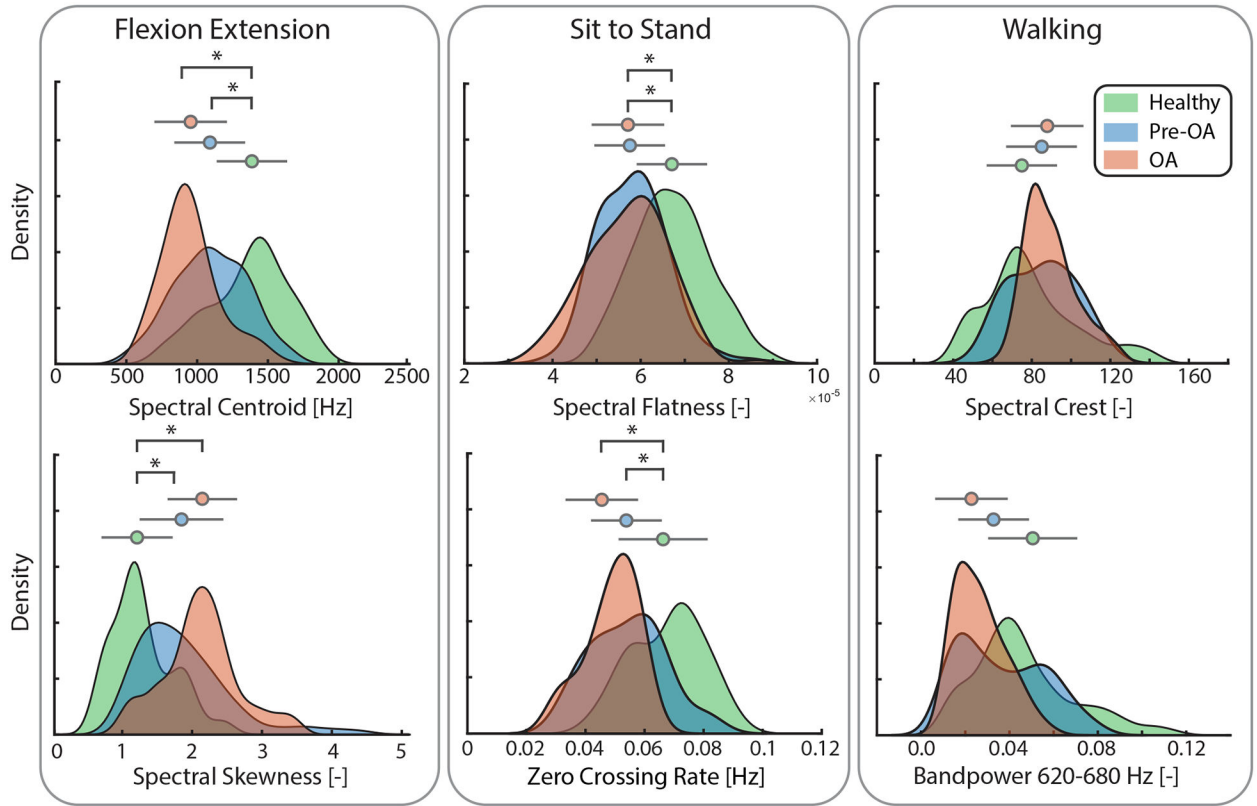 Flexion Extension
Sit to Stand
Walking
*
*
*
*
Healthy
Pre-OA
OA
Density
0 500 1000 1500 2000 2500
2 4 6 8 10
×10-5
0 40 80 120 160
Spectral Centroid [Hz]
Spectral Flatness [-]
Spectral Crest [-]
*
*
*
*
Density
0 1 2 3 4 5
0 0.02 0.04 0.06 0.08 0.1 0.12
0.0 0.04 0.08 0.12
Spectral Skewness [-]
Zero Crossing Rate [Hz]
Bandpower 620-680 Hz [-]